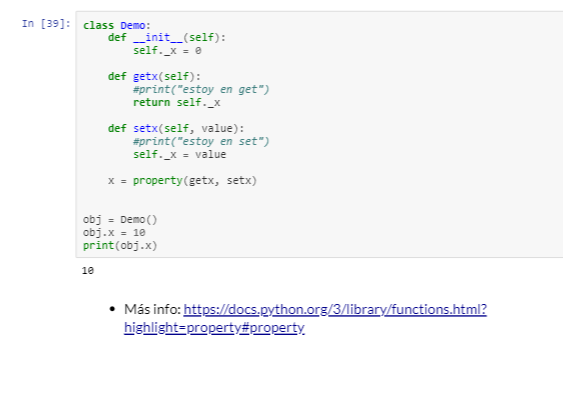 In [39]: class Demo:
    def __init__(self):
        self._x = 0

    def getx(self):
        #print("estoy en get")
        return self._x

    def setx(self, value):
        #print("estoy en set")
        self._x = value

    x = property(getx, setx)

obj = Demo()
obj.x = 10
print(obj.x)
10
• Más info: https://docs.python.org/3/library/functions.html?
highlight=property#property